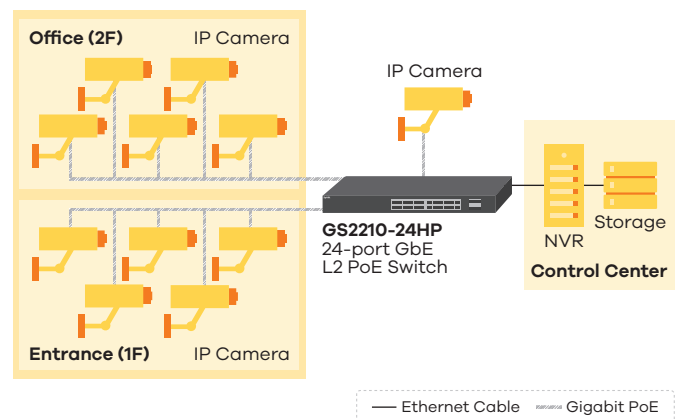 Office (2F) IP Camera
IP Camera
GS2210-24HP
24-port GbE
L2 PoE Switch
NVR
Storage
Control Center
Entrance (1F) IP Camera
Ethernet Cable Gigabit PoE